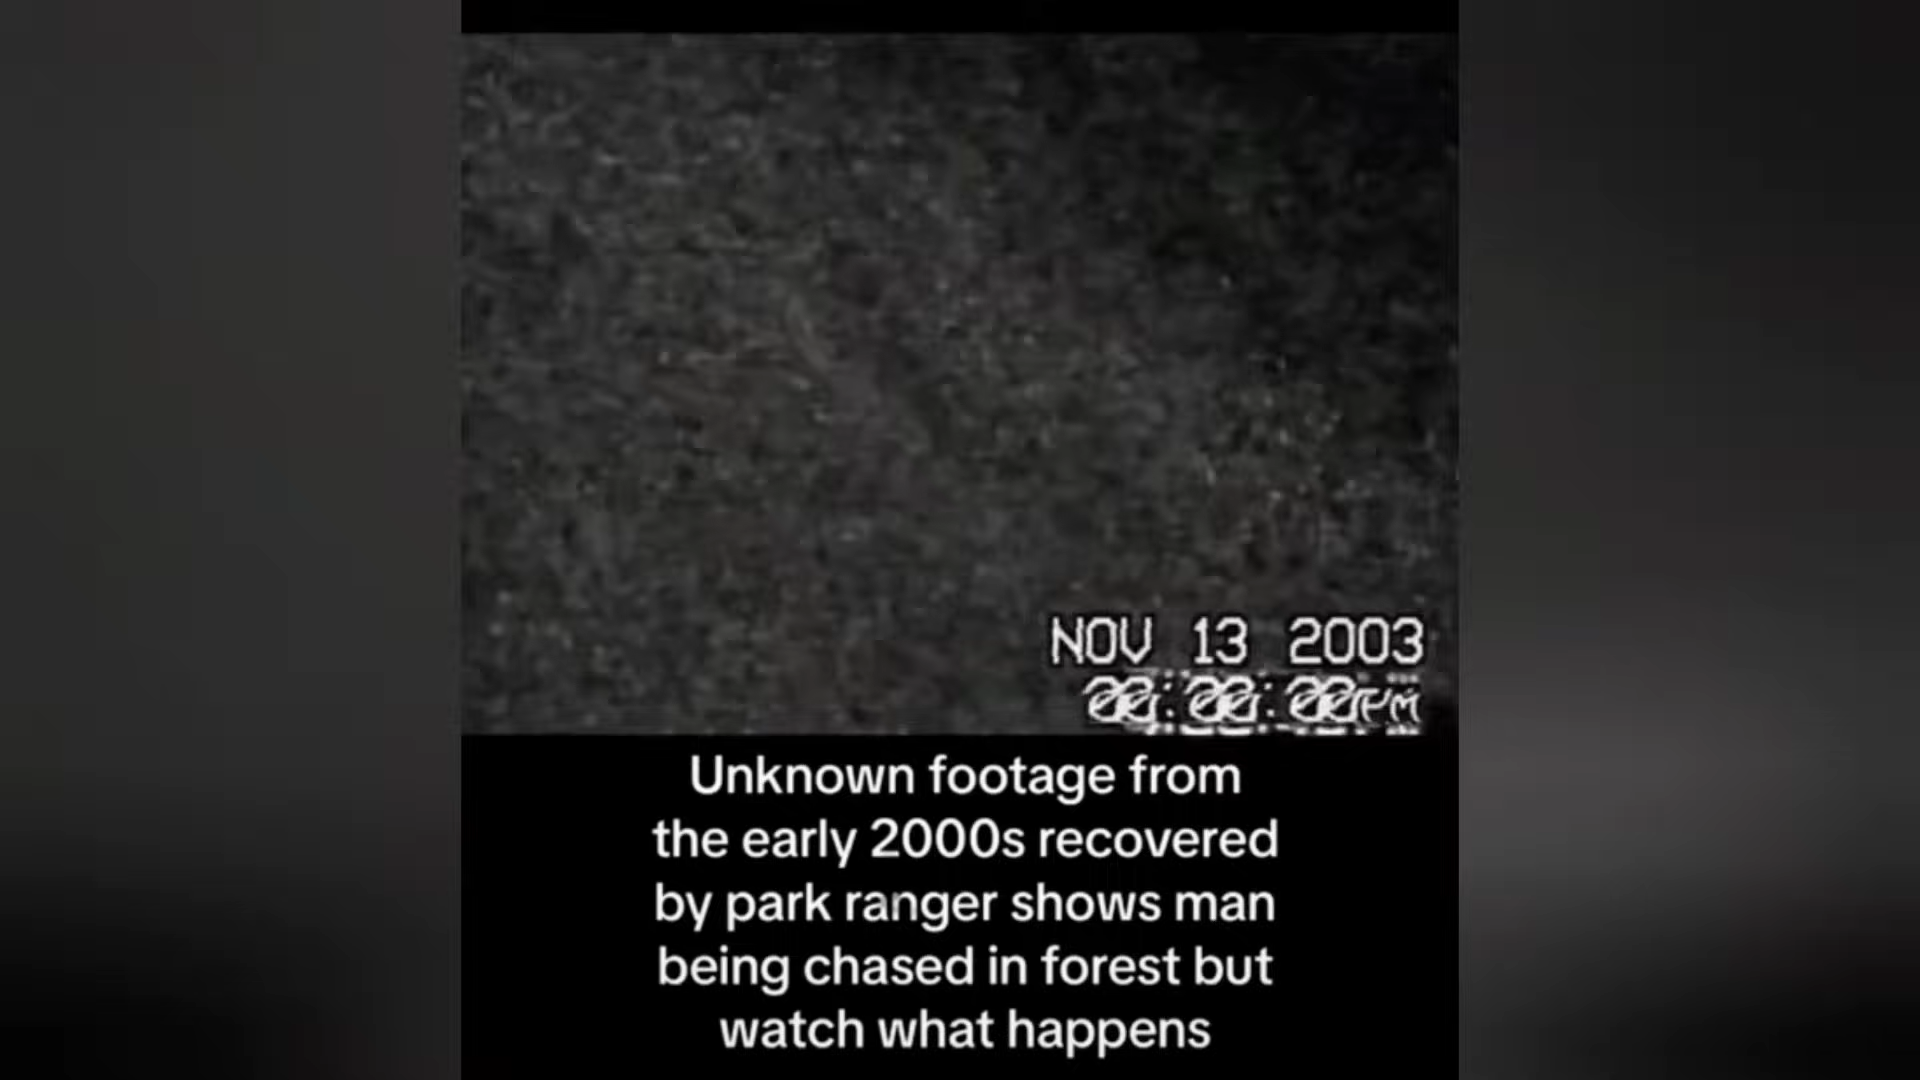 NOV 13 2003
PM
Unknown footage from
the early 2000s recovered
by park ranger shows man
being chased in forest but
watch what happens